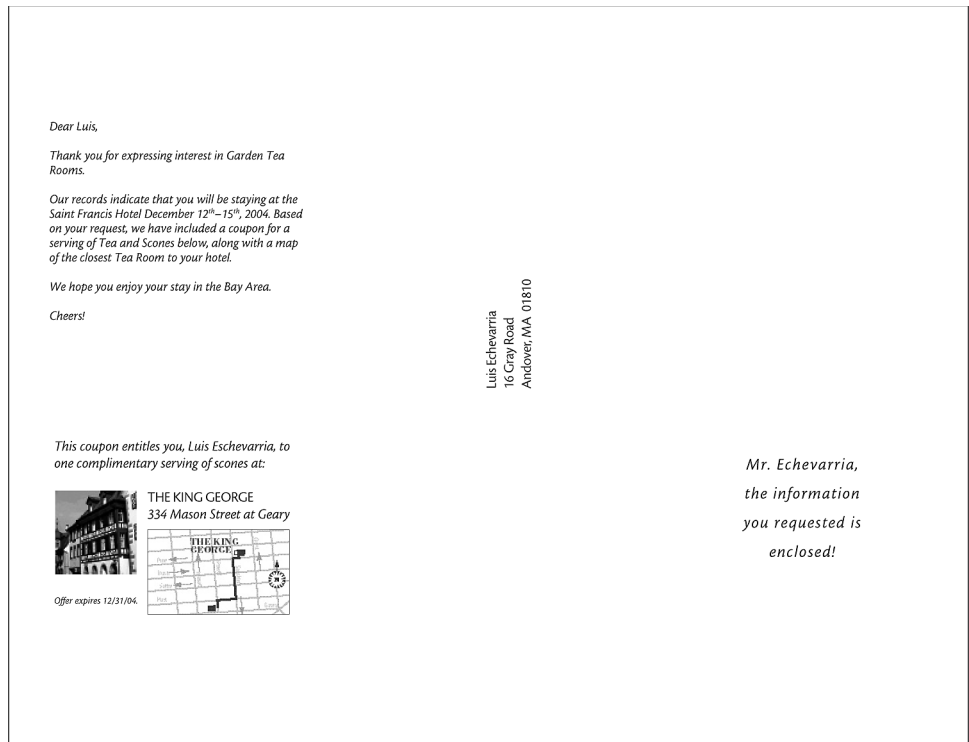 Dear Luis,
Thank you for expressing interest in Garden Tea
Rooms.
Our records indicate that you will be staying at the
Saint Francis Hotel December 12th–15th, 2004. Based
on your request, we have included a coupon for a
serving of Tea and Scones below, along with a map
of the closest Tea Room to your hotel.
We hope you enjoy your stay in the Bay Area.
Cheers!
This coupon entitles you, Luis Eschevarria, to
one complimentary serving of scones at:
THE KING GEORGE
334 Mason Street at Geary
THE KING
GEORGE
Post
Offer expires 12/31/04.
Luis Echevarria
16 Gray Road
Andover, MA 01810
Mr. Echevarria,
the information
you requested is
enclosed!